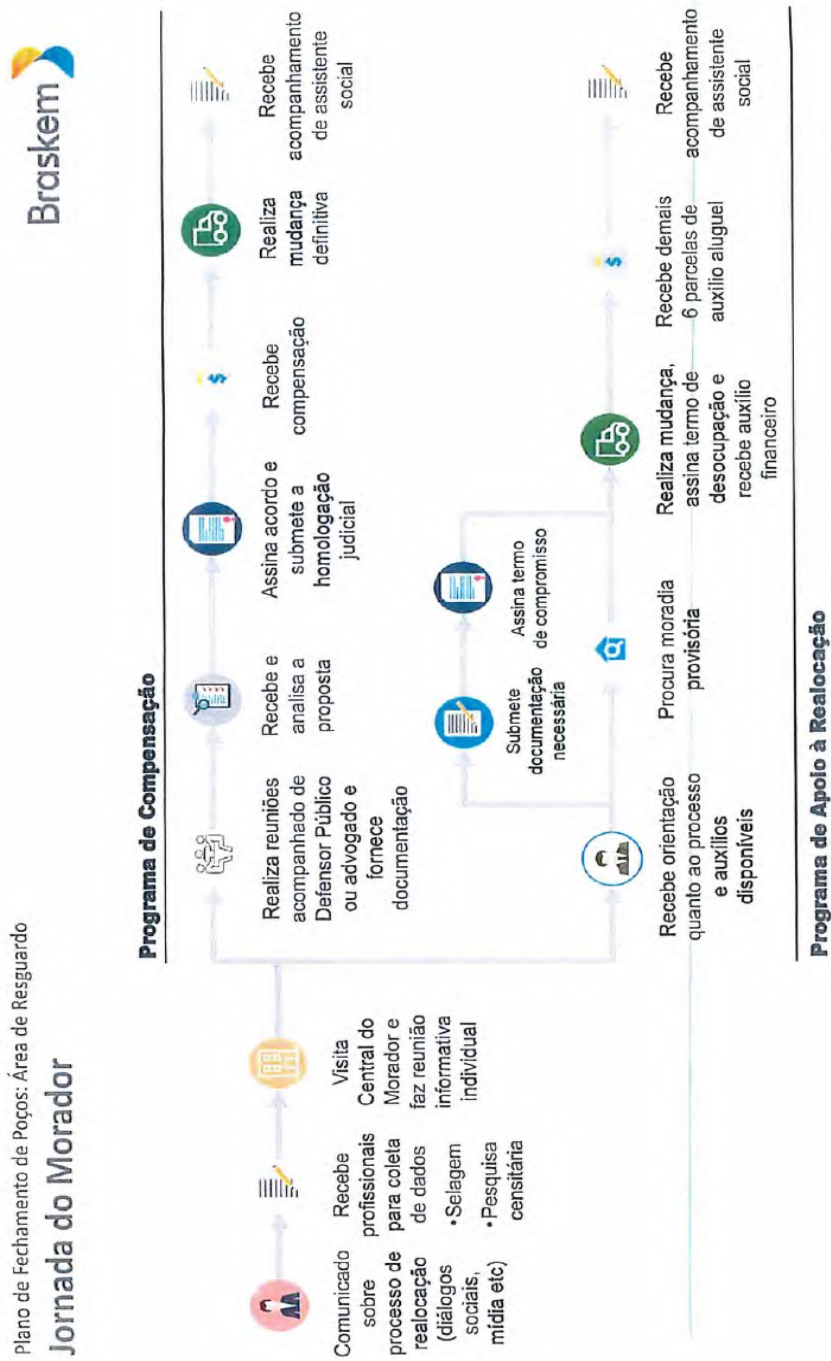 Plano de Fechamento de Poços: Área de Resguardo
Jornada do Morador
Braskem
Comunicado
sobre
processo de
realocação
(diálogos
sociais,
mídia etc)
Recebe
profissionais
para coleta
de dados
•Selagem
•Pesquisa
censitária
Visita
Central do
Morador e
faz reunião
informativa
individual
Programa de Compensação
Realiza reuniões
acompanhado de
Defensor Público
ou advogado e
fornece
documentação
Recebe e
analisa a
proposta
Assina acordo e
submete a
homologação
judicial
Recebe
compensação
Realiza
mudança
definitiva
Recebe
acompanhamento
de assistente
social
Submete
documentação
necessária
Assina termo
de compromisso
Recebe orientação
quanto ao processo
e auxílios
disponíveis
Procura moradia
provisória
Realiza mudança,
assina termo de
desocupação e
recebe auxílio
financeiro
Recebe demais
6 parcelas de
auxílio aluguel
Recebe
acompanhamento
de assistente
social
Programa de Apoio à Realocação